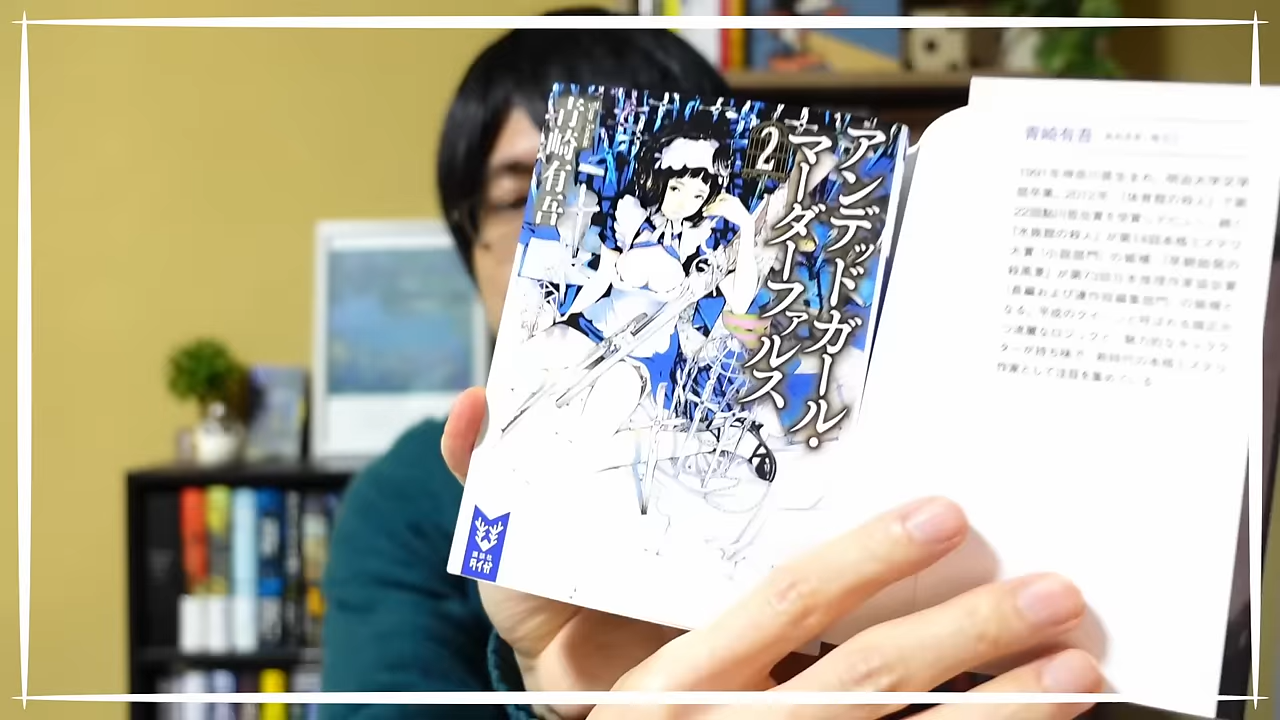 アンデッドガール・
マーダーファルス
2
青崎有吾
青崎有吾
1991年神奈川県生まれ。明治大学文学
部卒業。2012年、『体育館の殺人』で第
22回鮎川哲也賞を受賞しデビュー。続く
『水族館の殺人』が第14回本格ミステリ
大賞（小説部門）の候補、『早朝始発の
殺風景』が第73回日本推理作家協会賞
（長編および連作短編集部門）の候補と
なる。平成のクイーンと呼ばれる端正か
つ流麗なロジックと、魅力的なキャラク
ターが持ち味で、新時代の本格ミステリ
作家として注目を集めている。